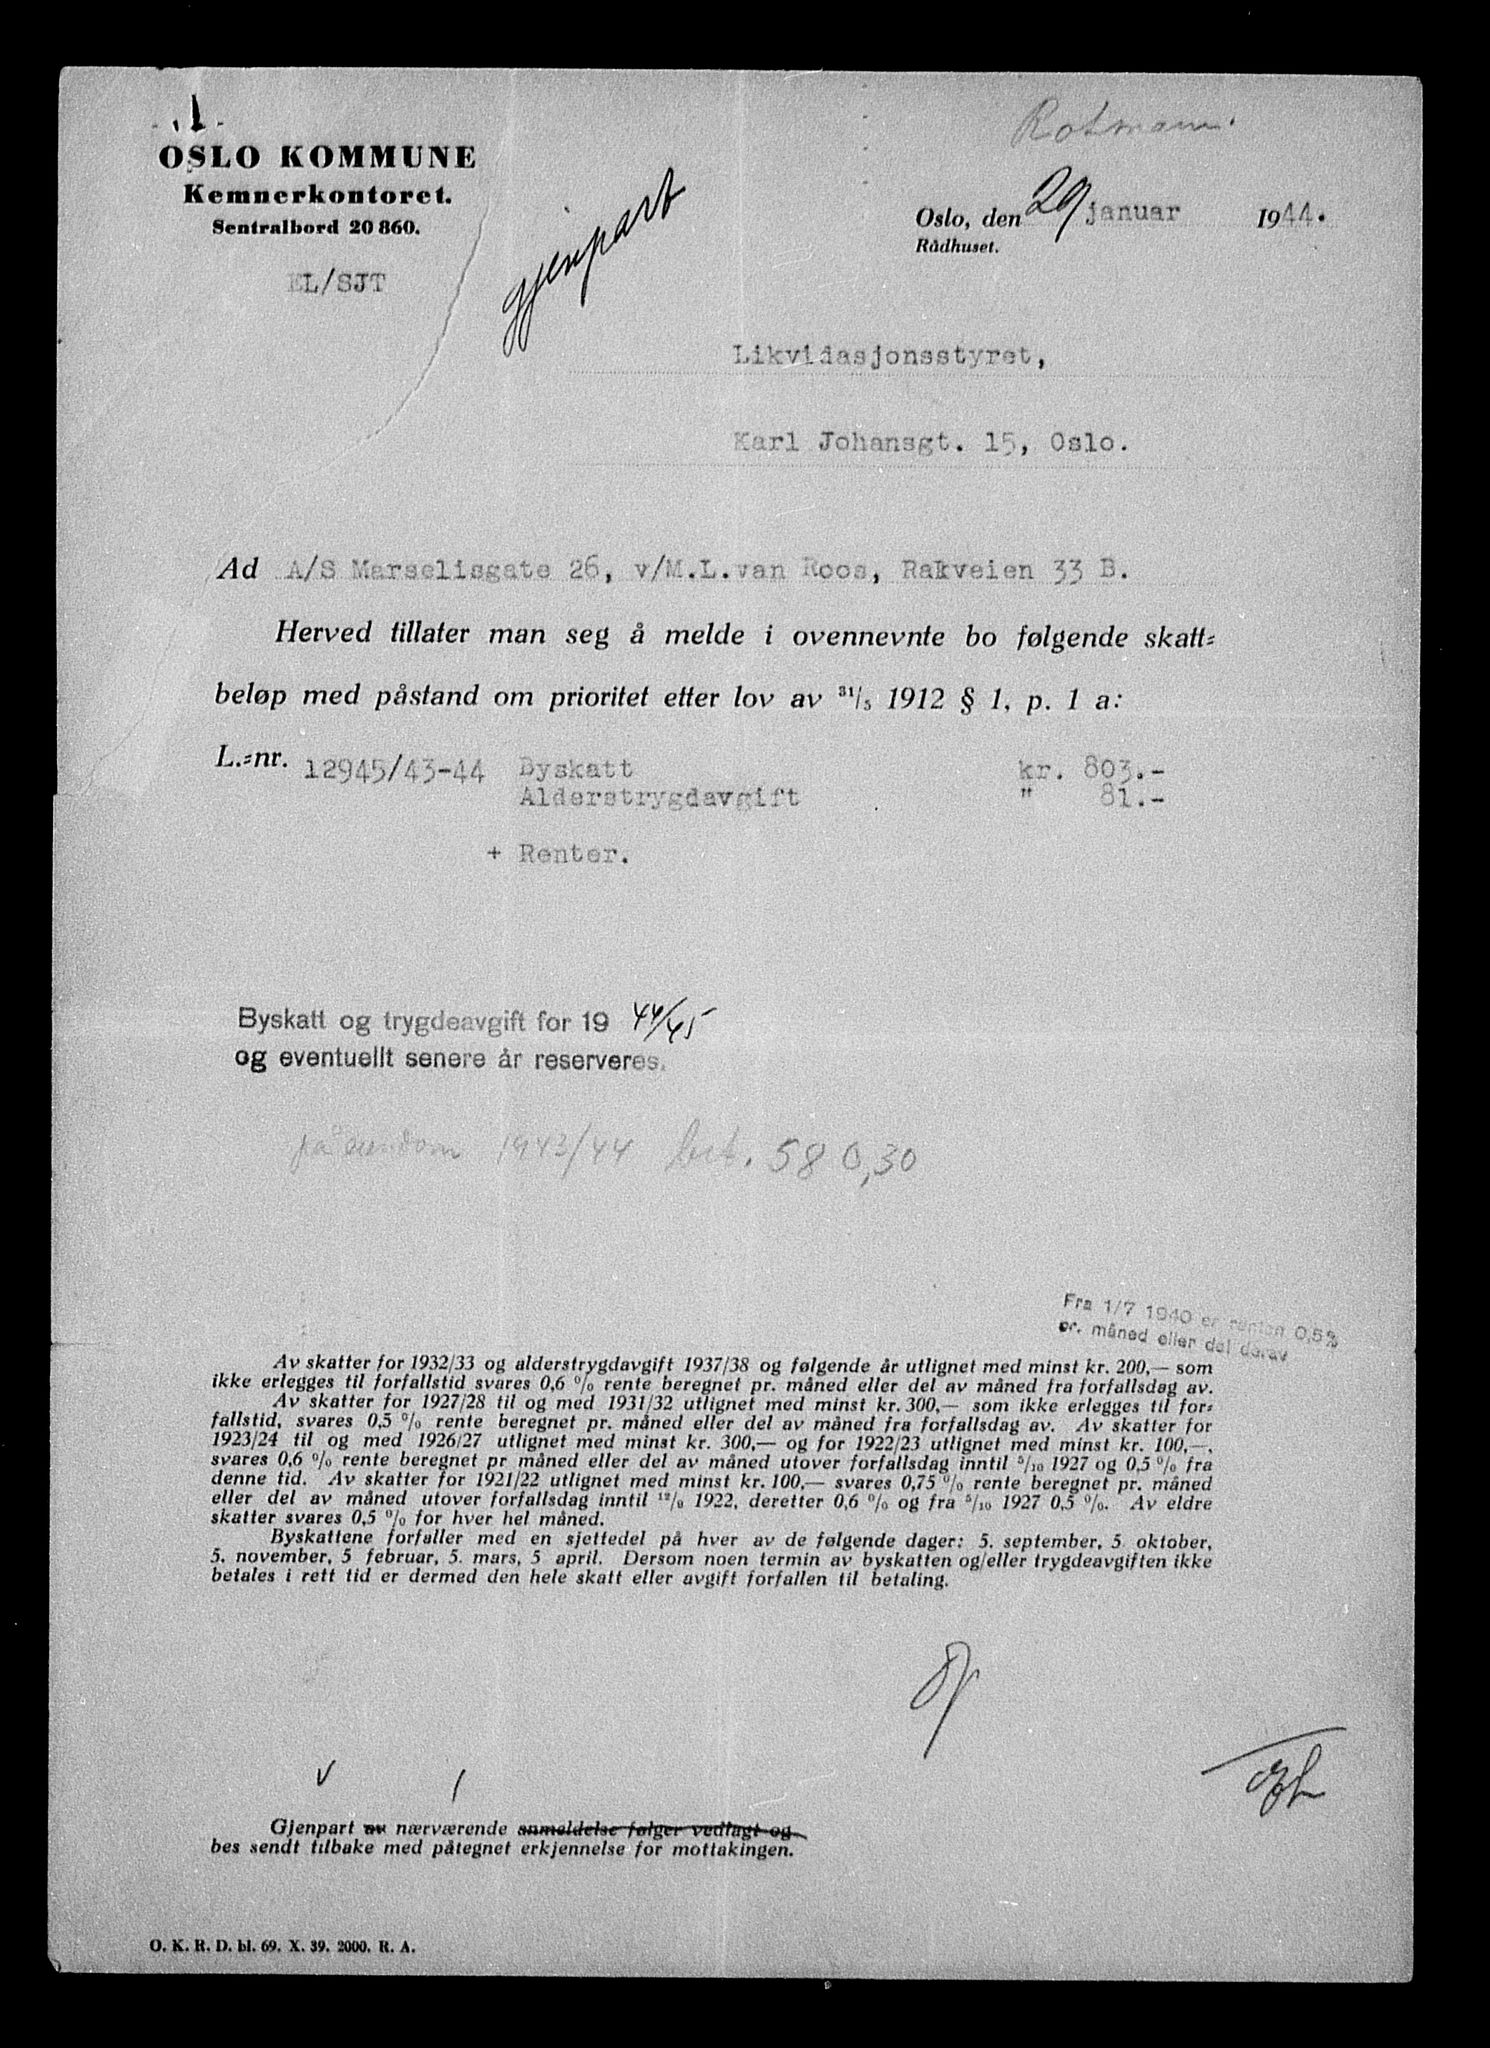 OSLO KOMMUNE
Kemnerkontoret.
Sentralbord 20 860.
EL/SJT
gjenpart
Rotmann.
Oslo, den 29 januar 1944.
Rådhuset.
Likvidasjonsstyret,
Karl Johansgt. 15, Oslo.
Ad A/S Marselisgate 26, v/M.L.van Roos, Rakveien 33 B.
Herved tillater man seg å melde i ovennevnte bo følgende skatt=
beløp med påstand om prioritet etter lov av 31/5 1912 § 1, p. 1 a:
L.=nr. 12945/43-44 Byskatt kr. 803.-
Alderstrygdavgift " 81.-
+ Renter.
Byskatt og trygdeavgift for 19 44/45
og eventuellt senere år reserveres.
på eiendom 1943/44 bet. 580,30
Fra 1/7 1940 er renten 0,5%
pr. måned eller del derav
Av skatter for 1932/33 og alderstrygdavgift 1937/38 og følgende år utlignet med minst kr. 200,— som
ikke erlegges til forfallstid svares 0,6 % rente beregnet pr. måned eller del av måned fra forfallsdag av.
Av skatter for 1927/28 til og med 1931/32 utlignet med minst kr. 300,— som ikke erlegges til for=
fallstid, svares 0,5 % rente beregnet pr. måned eller del av måned fra forfallsdag av. Av skatter for
1923/24 til og med 1926/27 utlignet med minst kr. 300,— og for 1922/23 utlignet med minst kr. 100,—,
svares 0,6 % rente beregnet pr måned eller del av måned utover forfallsdag inntil 5/10 1927 og 0,5 % fra
denne tid. Av skatter for 1921/22 utlignet med minst kr. 100,— svares 0,75 % rente beregnet pr. måned
eller del av måned utover forfallsdag inntil 12/9 1922, deretter 0,6 % og fra 5/10 1927 0,5 %. Av eldre
skatter svares 0,5 % for hver hel måned.
Byskattene forfaller med en sjettedel på hver av de følgende dager: 5. september, 5 oktober,
5. november, 5 februar, 5. mars, 5 april. Dersom noen termin av byskatten og/eller trygdeavgiften ikke
betales i rett tid er dermed den hele skatt eller avgift forfallen til betaling.
Gjenpart av nærværende anmeldelse følger vedlagt og
bes sendt tilbake med påtegnet erkjennelse for mottakingen.
O. K. R. D. bl. 69. X. 39. 2000. R. A.